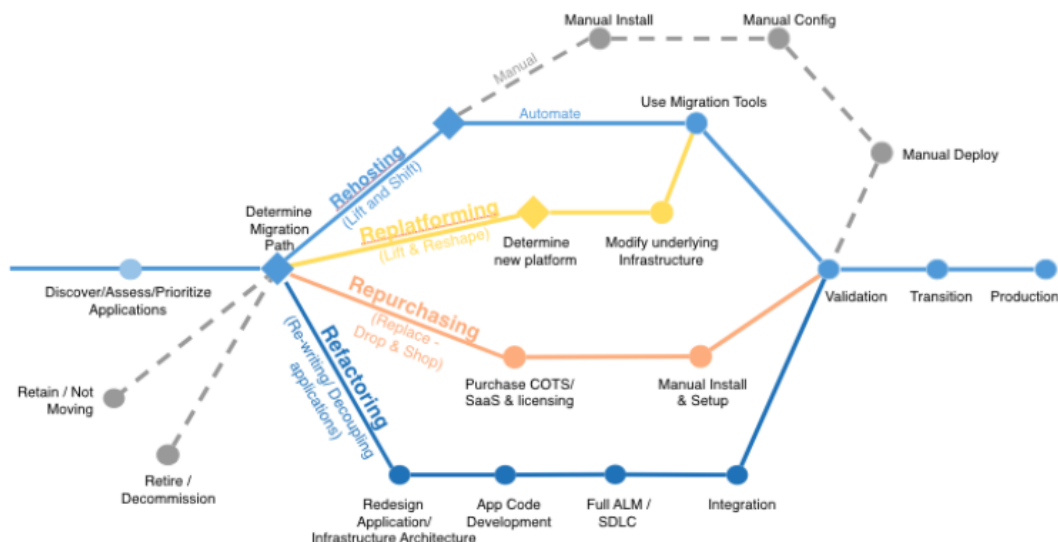 Manual Install
Manual Config
Manual
Use Migration Tools
Automate
Manual Deploy
Rehosting
(Lift and Shift)
Determine
Migration
Path
Replatforming
(Lift & Reshape)
Determine
new platform
Modify underlying
Infrastructure
Discover/Assess/Prioritize
Applications
Repurchasing
(Replace -
Drop & Shop)
Validation
Transition
Production
Refactoring
(Re-writing/ Decoupling
applications)
Purchase COTS/
SaaS & licensing
Manual Install
& Setup
Retain / Not
Moving
Retire /
Decommission
Redesign
Application/
Infrastructure Architecture
App Code
Development
Full ALM /
SDLC
Integration